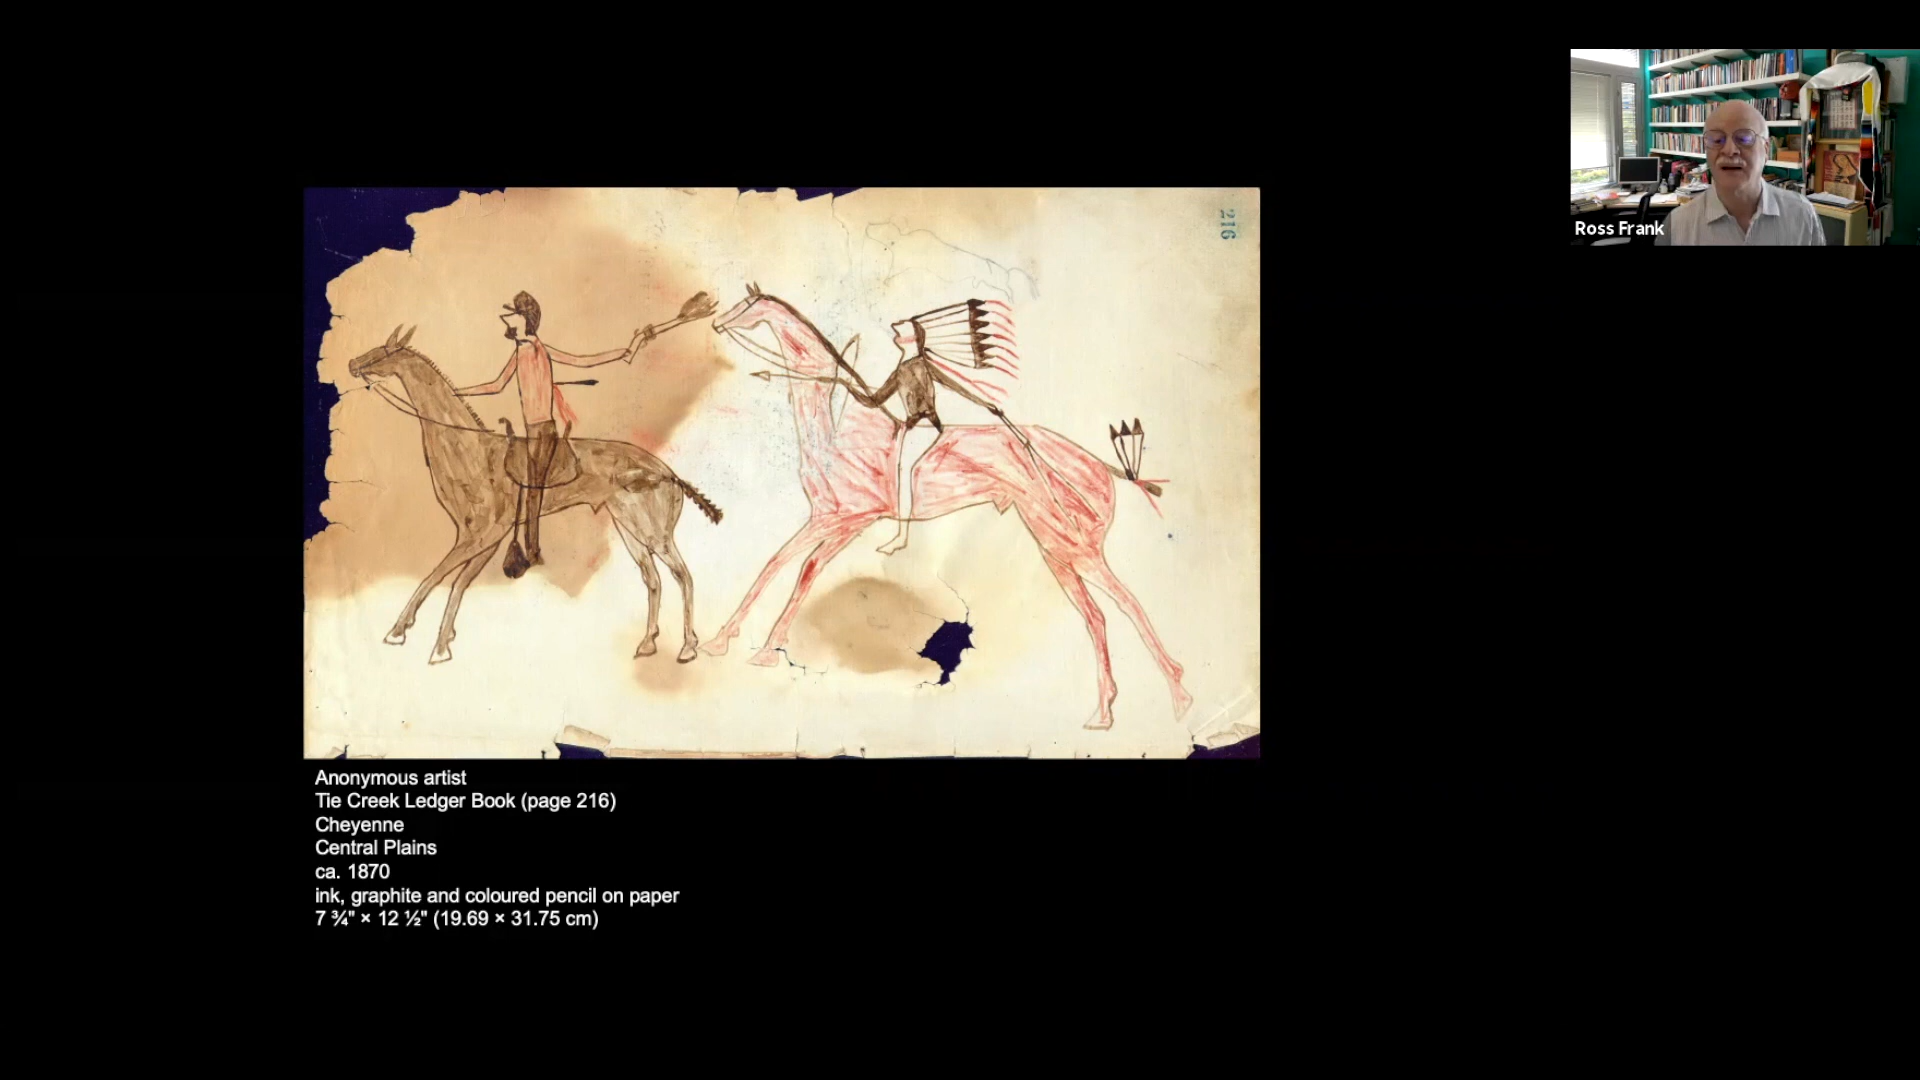 216
Ross Frank
Anonymous artist
Tie Creek Ledger Book (page 216)
Cheyenne
Central Plains
ca. 1870
ink, graphite and coloured pencil on paper
7 ¾" × 12 ½" (19.69 × 31.75 cm)